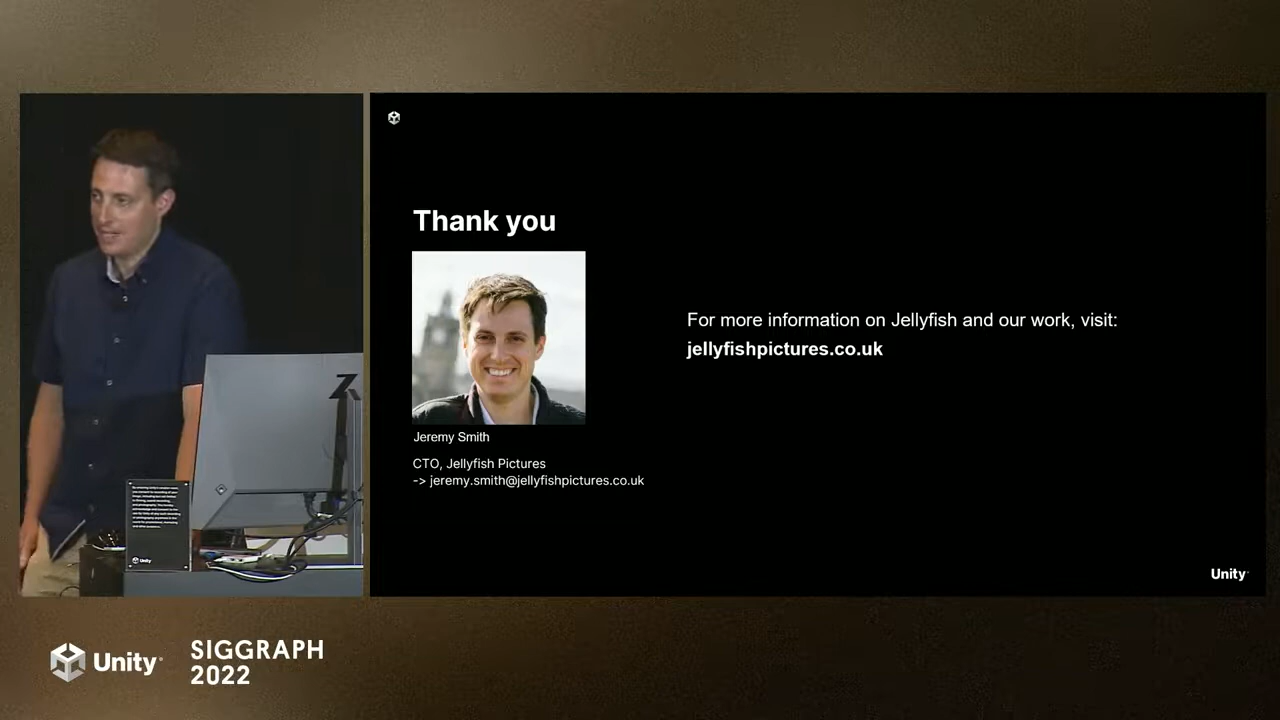 Thank you
Jeremy Smith
CTO, Jellyfish Pictures
-> jeremy.smith@jellyfishpictures.co.uk
For more information on Jellyfish and our work, visit:
jellyfishpictures.co.uk
Unity
Unity
Unity
SIGGRAPH
2022